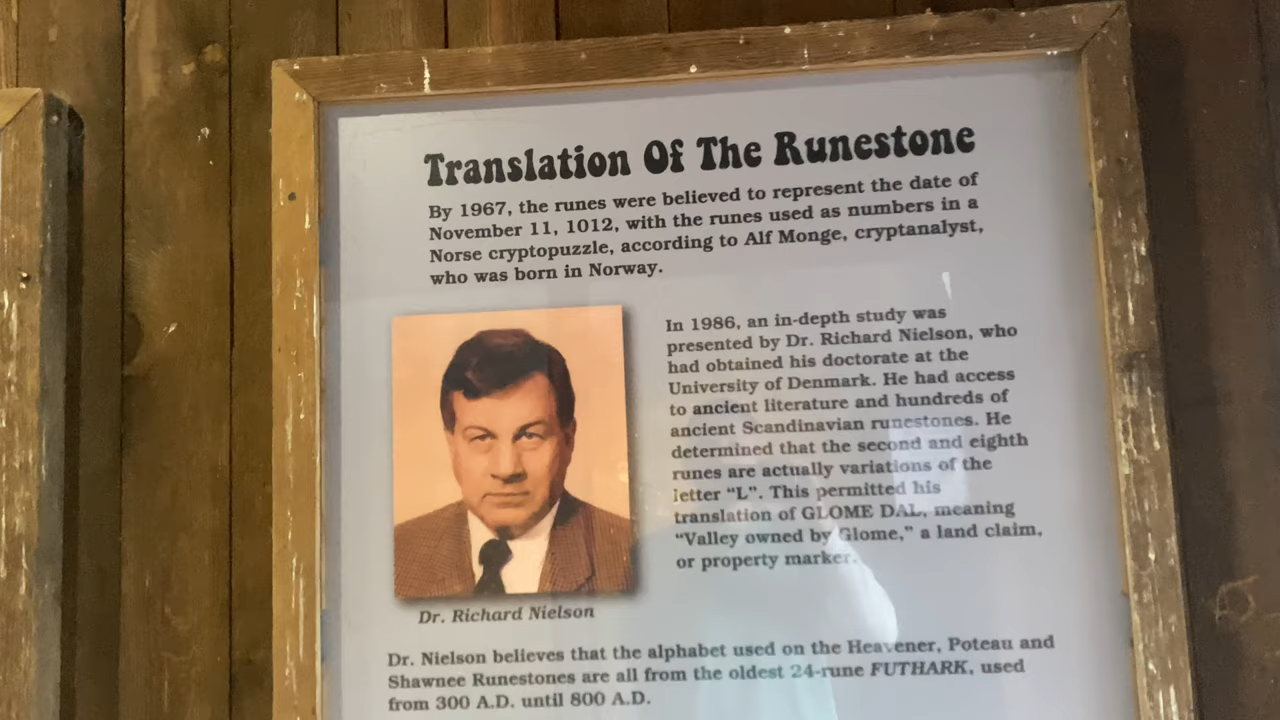 Translation Of The Runestone
By 1967, the runes were believed to represent the date of
November 11, 1012, with the runes used as numbers in a
Norse cryptopuzzle, according to Alf Monge, cryptanalyst,
who was born in Norway.
In 1986, an in-depth study was
presented by Dr. Richard Nielson, who
had obtained his doctorate at the
University of Denmark. He had access
to ancient literature and hundreds of
ancient Scandinavian runestones. He
determined that the second and eighth
runes are actually variations of the
letter “L”. This permitted his
translation of GLOME DAL, meaning
“Valley owned by Glome,” a land claim,
or property marker.
Dr. Richard Nielson
Dr. Nielson believes that the alphabet used on the Heavener, Poteau and
Shawnee Runestones are all from the oldest 24-rune FUTHARK, used
from 300 A.D. until 800 A.D.